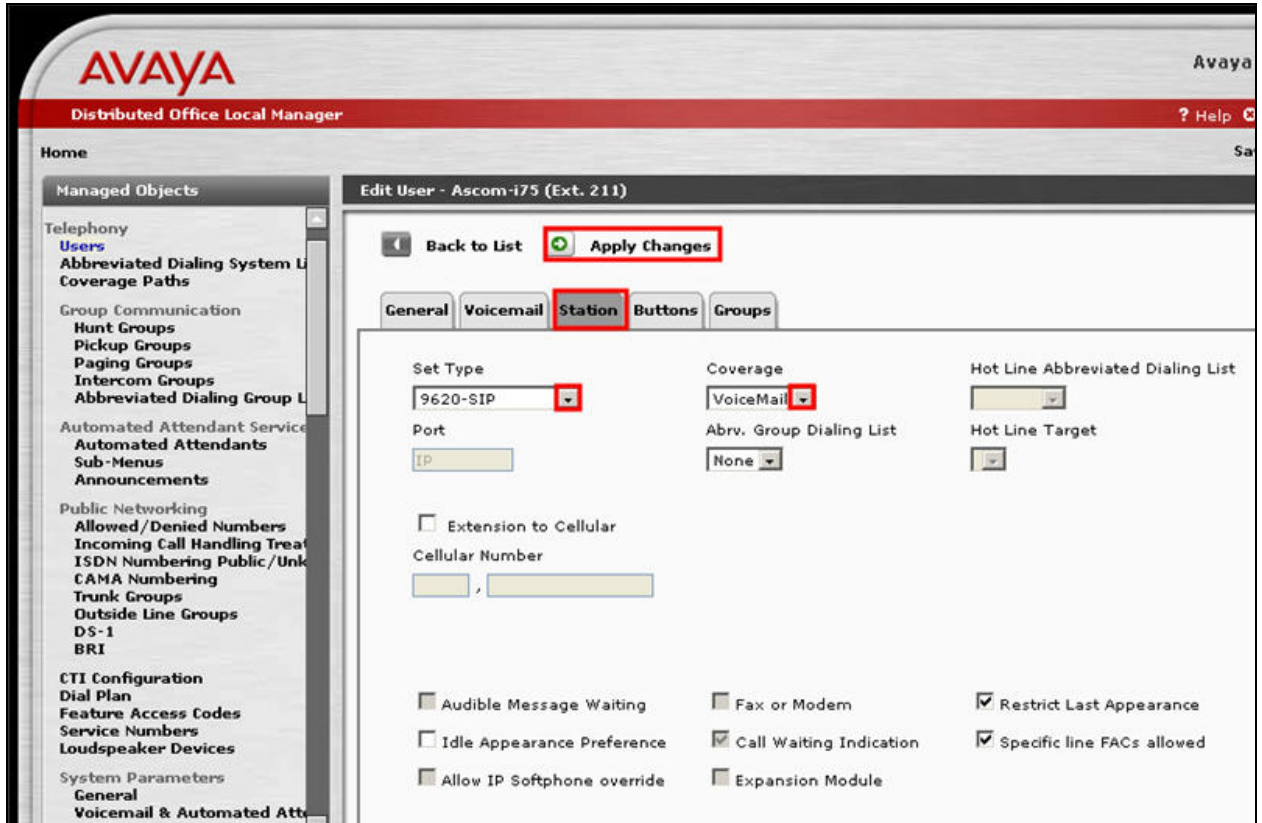 AVAYA
Avaya
Distributed Office Local Manager
? Help
Home
Managed Objects
Edit User - Ascom-i75 (Ext. 211)
Telephony
Users
Abbreviated Dialing System
Coverage Paths
Group Communication
Hunt Groups
Pickup Groups
Paging Groups
Intercom Groups
Abbreviated Dialing Group
Automated Attendant Service
Automated Attendants
Sub-Menus
Announcements
Public Networking
Allowed/Denied Numbers
Incoming Call Handling
ISDN Numbering Public/
CAMA Numbering
Trunk Groups
Outside Line Groups
DS-1
BRI
CTI Configuration
Dial Plan
Feature Access Codes
Service Numbers
Loudspeaker Devices
System Parameters
General
Voicemail & Automated
Back to List Apply Changes
General Voicemail Station Buttons Groups
Set Type Coverage Hot Line Abbreviated Dialing List
9620-SIP VoiceMail
Port Abrv. Group Dialing List Hot Line Target
IP None
Extension to Cellular
Cellular Number
,
Audible Message Waiting Fax or Modem Restrict Last Appearance
Idle Appearance Preference Call Waiting Indication Specific line FACs allowed
Allow IP Softphone override Expansion Module